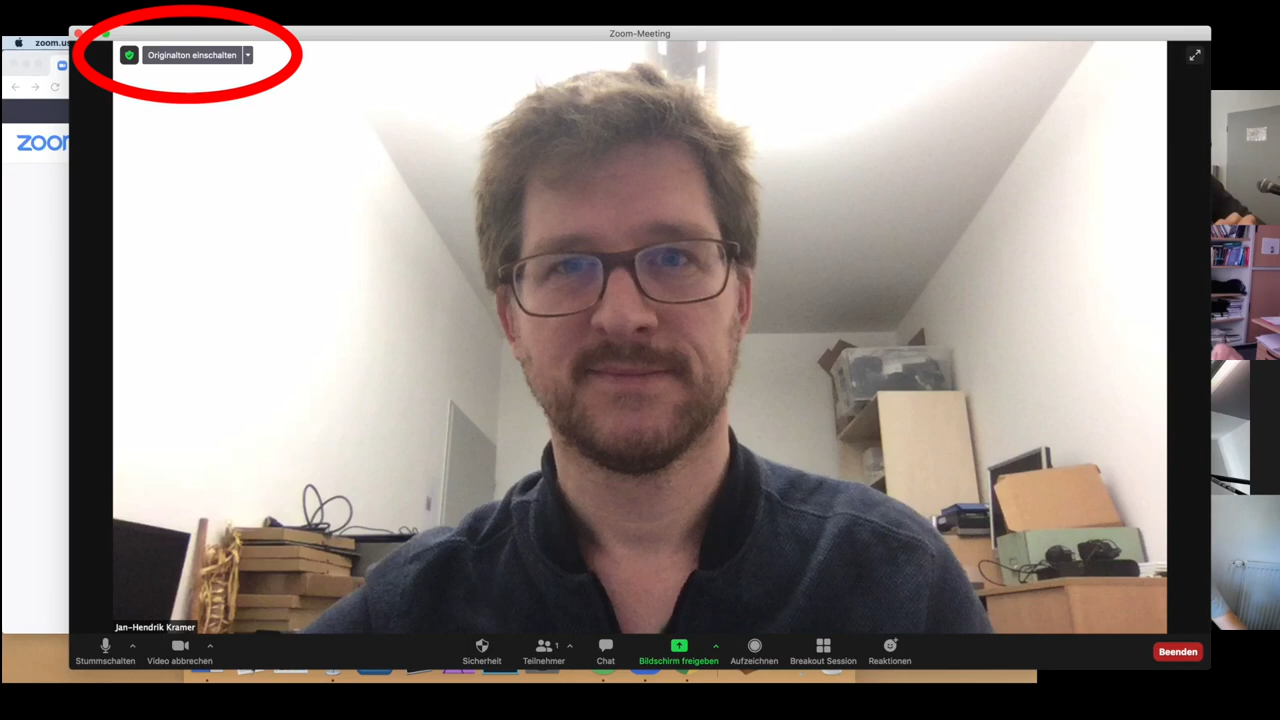 Zoom-Meeting
zoom.us
Originalton einschalten
zoom
Jan-Hendrik Kramer
Stummschalten
Video abbrechen
Sicherheit
1
Teilnehmer
Chat
Bildschirm freigeben
Aufzeichnen
Breakout Session
Reaktionen
Beenden